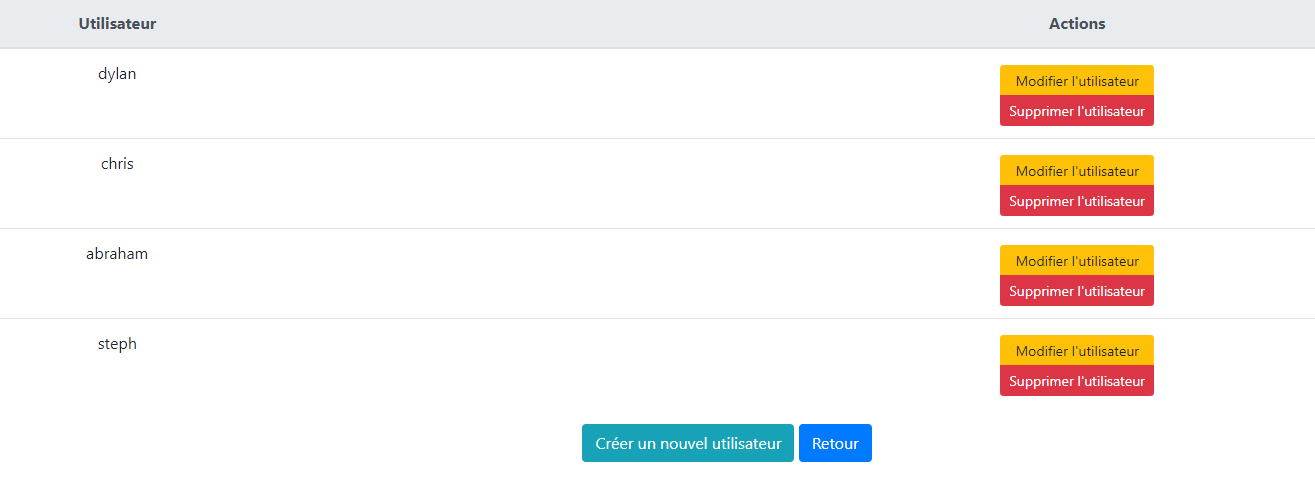 Utilisateur Actions
dylan
Modifier l'utilisateur
Supprimer l'utilisateur
chris
Modifier l'utilisateur
Supprimer l'utilisateur
abraham
Modifier l'utilisateur
Supprimer l'utilisateur
steph
Modifier l'utilisateur
Supprimer l'utilisateur
Créer un nouvel utilisateur Retour